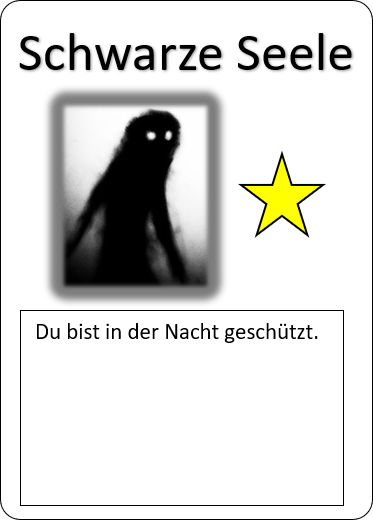 Schwarze Seele
Du bist in der Nacht geschützt.